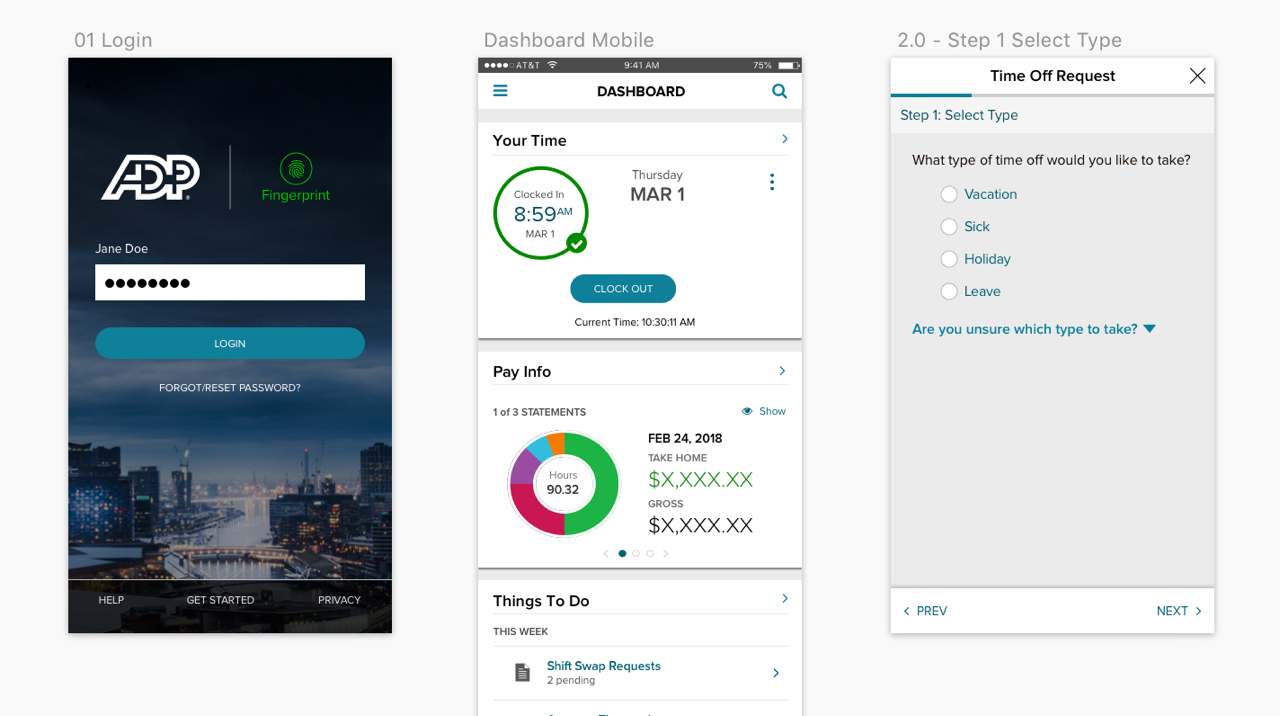 01 Login
ADP
Fingerprint
Jane Doe
LOGIN
FORGOT/RESET PASSWORD?
HELP GET STARTED PRIVACY
Dashboard Mobile
AT&T 9:41 AM 75%
DASHBOARD
Your Time
Clocked In
8:59 AM
MAR 1
Thursday
MAR 1
CLOCK OUT
Current Time: 10:30:11 AM
Pay Info
1 of 3 STATEMENTS Show
Hours
90.32
FEB 24, 2018
TAKE HOME
$X,XXX.XX
GROSS
$X,XXX.XX
Things To Do
THIS WEEK
Shift Swap Requests
2 pending
2.0 - Step 1 Select Type
Time Off Request
Step 1: Select Type
What type of time off would you like to take?
Vacation
Sick
Holiday
Leave
Are you unsure which type to take?
PREV NEXT